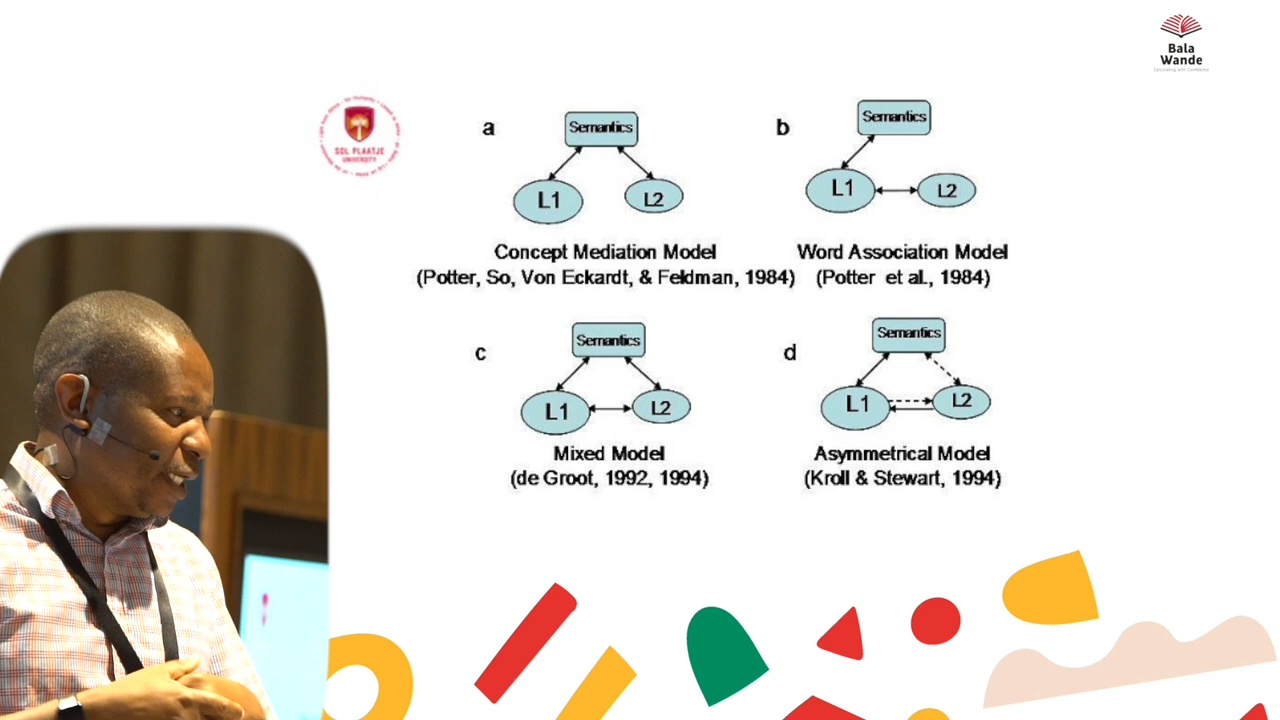 Bala
Wande
SOL PLAATJE
UNIVERSITY
a
Semantics
L1
L2
Concept Mediation Model
(Potter, So, Von Eckardt, & Feldman, 1984)
b
Semantics
L1
L2
Word Association Model
(Potter et al., 1984)
c
Semantics
L1
L2
Mixed Model
(de Groot, 1992, 1994)
d
Semantics
L1
L2
Asymmetrical Model
(Kroll & Stewart, 1994)